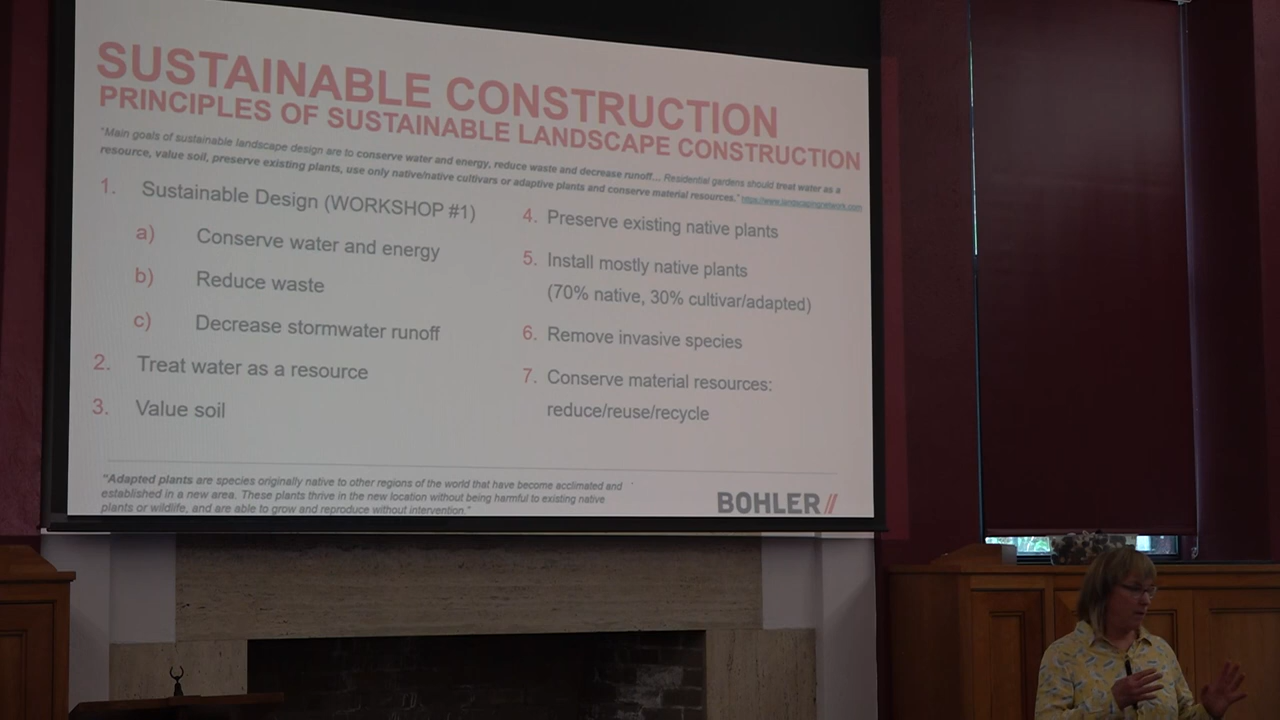 SUSTAINABLE CONSTRUCTION
PRINCIPLES OF SUSTAINABLE LANDSCAPE CONSTRUCTION
"Main goals of sustainable landscape design are to conserve water and energy, reduce waste and decrease runoff... Residential gardens should treat water as a
resource, value soil, preserve existing plants, use only native/native cultivars or adaptive plants and conserve material resources." https://www.landscapingnetwork.com
1. Sustainable Design (WORKSHOP #1)
a) Conserve water and energy
b) Reduce waste
c) Decrease stormwater runoff
2. Treat water as a resource
3. Value soil
4. Preserve existing native plants
5. Install mostly native plants
(70% native, 30% cultivar/adapted)
6. Remove invasive species
7. Conserve material resources:
reduce/reuse/recycle
"Adapted plants are species originally native to other regions of the world that have become acclimated and
established in a new area. These plants thrive in the new location without being harmful to existing native
plants or wildlife, and are able to grow and reproduce without intervention."
BOHLER//